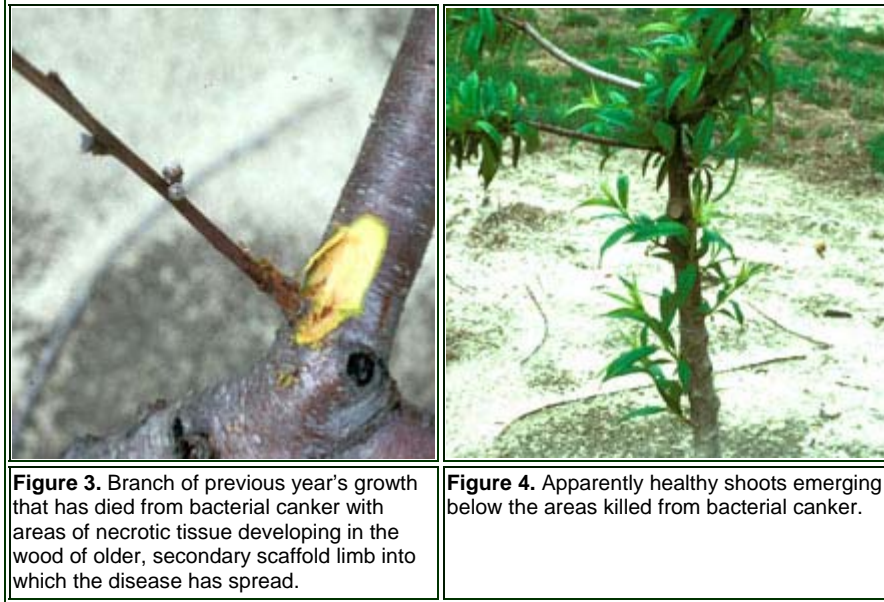 Figure 3. Branch of previous year's growth
that has died from bacterial canker with
areas of necrotic tissue developing in the
wood of older, secondary scaffold limb into
which the disease has spread.
Figure 4. Apparently healthy shoots emerging
below the areas killed from bacterial canker.